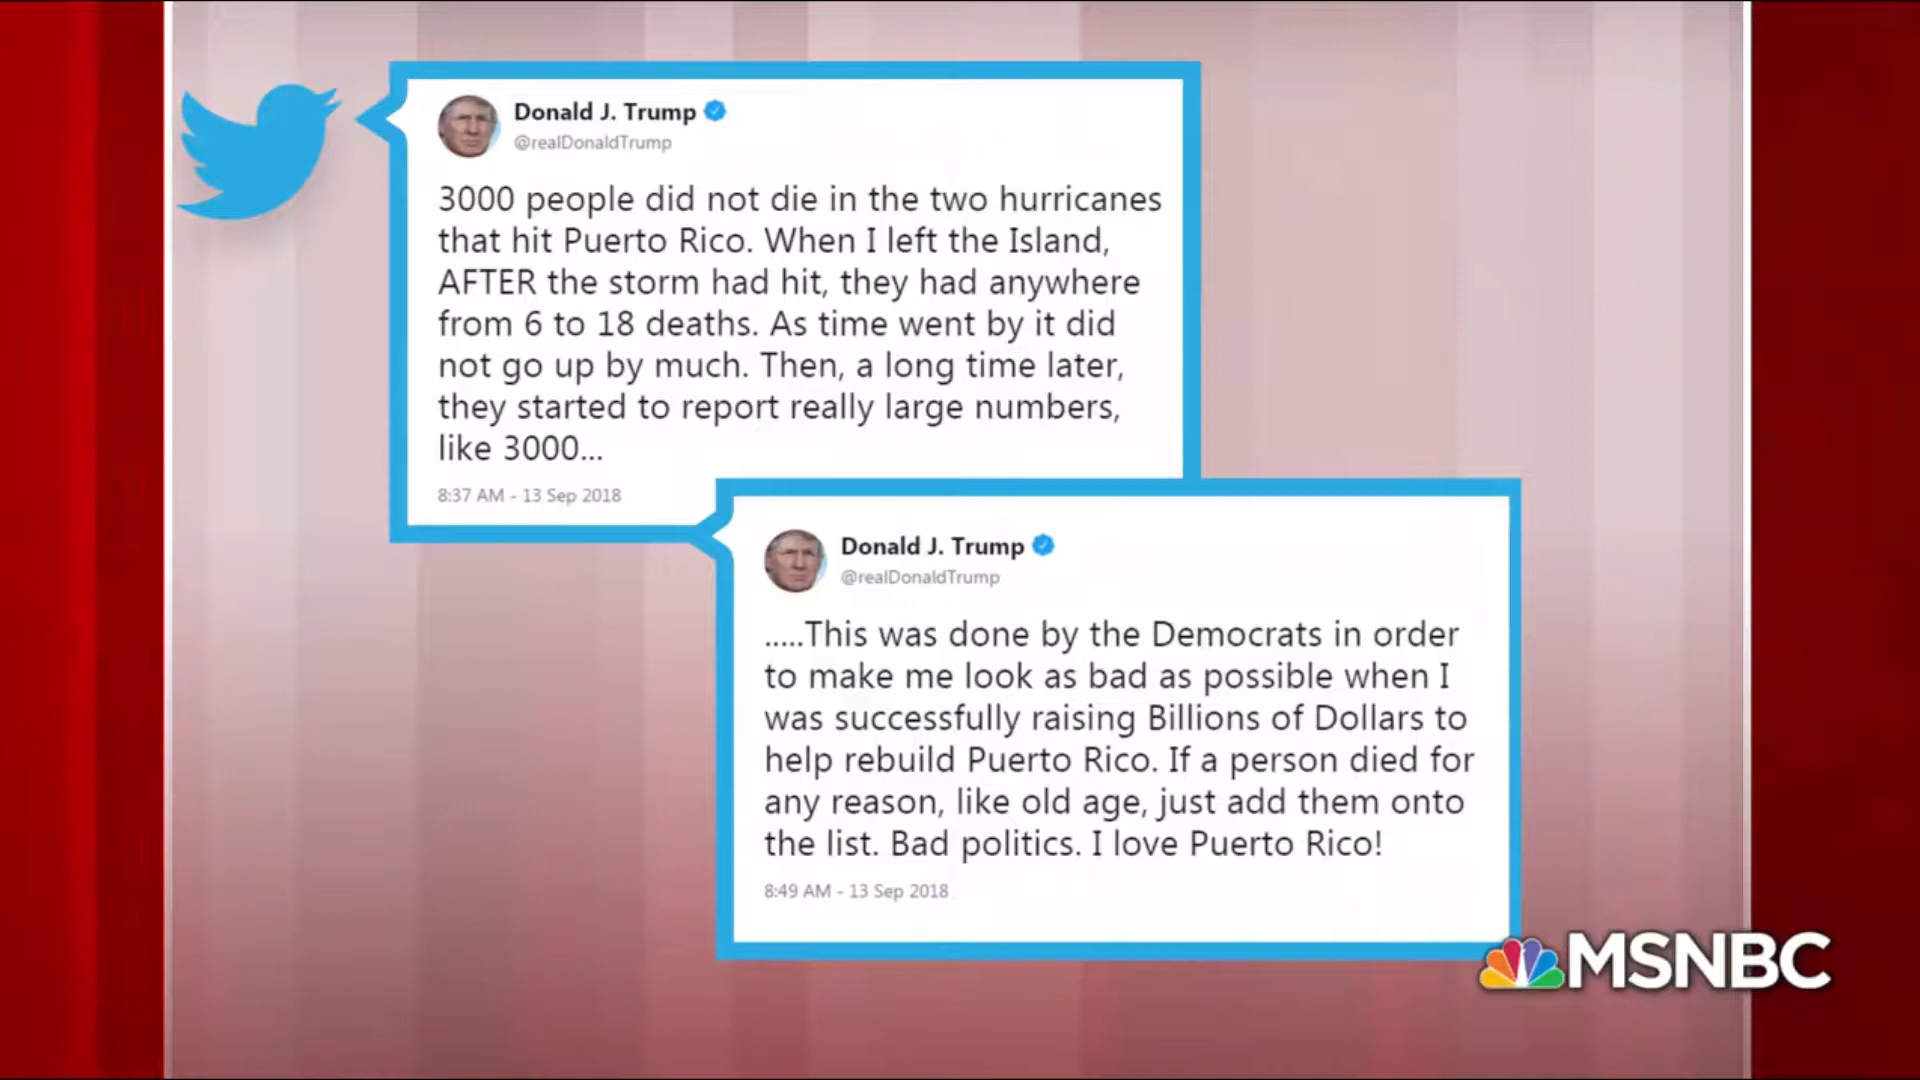 Donald J. Trump
@realDonaldTrump
3000 people did not die in the two hurricanes
that hit Puerto Rico. When I left the Island,
AFTER the storm had hit, they had anywhere
from 6 to 18 deaths. As time went by it did
not go up by much. Then, a long time later,
they started to report really large numbers,
like 3000...
8:37 AM - 13 Sep 2018
Donald J. Trump
@realDonaldTrump
.....This was done by the Democrats in order
to make me look as bad as possible when I
was successfully raising Billions of Dollars to
help rebuild Puerto Rico. If a person died for
any reason, like old age, just add them onto
the list. Bad politics. I love Puerto Rico!
8:49 AM - 13 Sep 2018
MSNBC